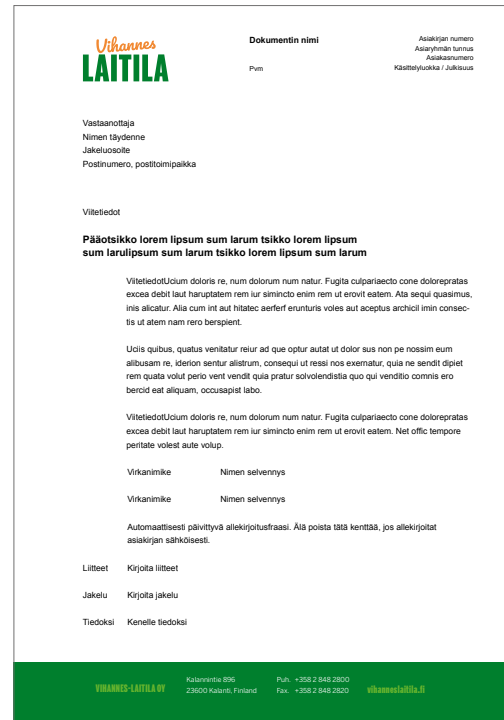 Vihannes
LAITILA
Dokumentin nimi
Pvm
Asiakirjan numero
Asiaryhmän tunnus
Asiakasnumero
Käsittelyluokka / Julkisuus
Vastaanottaja
Nimen täydenne
Jakeluosoite
Postinumero, postitoimipaikka
Viitetiedot
Pääotsikko lorem lipsum sum larum tsikko lorem lipsum
sum larulipsum sum larum tsikko lorem lipsum sum larum
ViitetiedotUcium doloris re, num dolorum num natur. Fugita culpariaecto cone dolorepratas
excea debit laut haruptatem rem iur simincto enim rem ut erovit eatem. Ata sequi quasimus,
inis alicatur. Alia cum int aut hitatec aerferf erunturis voles aut aceptus archicil imin consec-
tis ut atem nam rero berspient.
Uciis quibus, quatus venitatur reiur ad que optur autat ut dolor sus non pe nossim eum
alibusam re, iderion sentur alistrum, consequi ut ressi nos exernatur, quia ne sendit dipiet
rem quata volut perio vent vendit quia pratur solvolendistia quo qui venditio comnis ero
bercid eat aliquam, occusapist labo.
ViitetiedotUcium doloris re, num dolorum num natur. Fugita culpariaecto cone dolorepratas
excea debit laut haruptatem rem iur simincto enim rem ut erovit eatem. Net offic tempore
peritate volest aute volup.
Virkanimike Nimen selvennys
Virkanimike Nimen selvennys
Automaattisesti päivittyvä allekirjoitusfraasi. Älä poista tätä kenttää, jos allekirjoitat
asiakirjan sähköisesti.
Liitteet Kirjoita liitteet
Jakelu Kirjoita jakelu
Tiedoksi Kenelle tiedoksi
VIHANNES-LAITILA OY
Kalannintie 896
23600 Kalanti, Finland
Puh. +358 2 848 2800
Fax. +358 2 848 2820
vihanneslaitila.fi